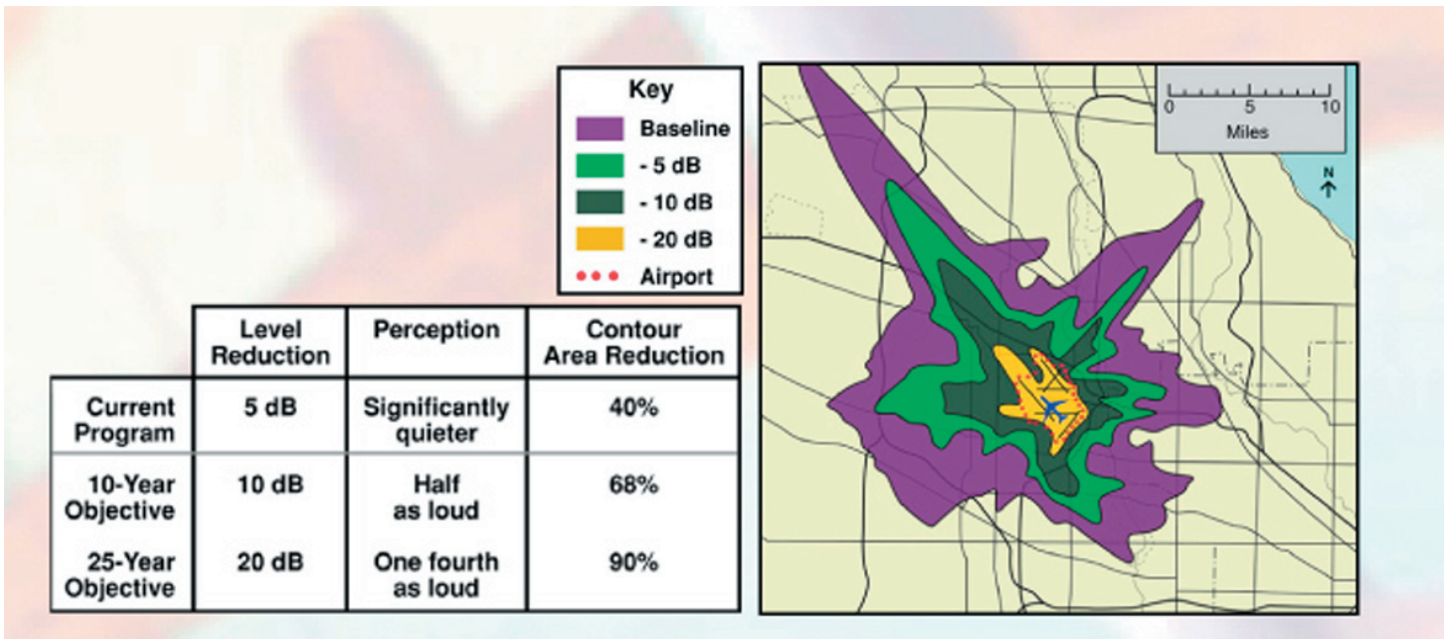 Key
Baseline
- 5 dB
- 10 dB
- 20 dB
Airport
Level
Reduction
Perception
Contour
Area Reduction
Current
Program
5 dB
Significantly
quieter
40%
10-Year
Objective
10 dB
Half
as loud
68%
25-Year
Objective
20 dB
One fourth
as loud
90%
0 5 10
Miles
N